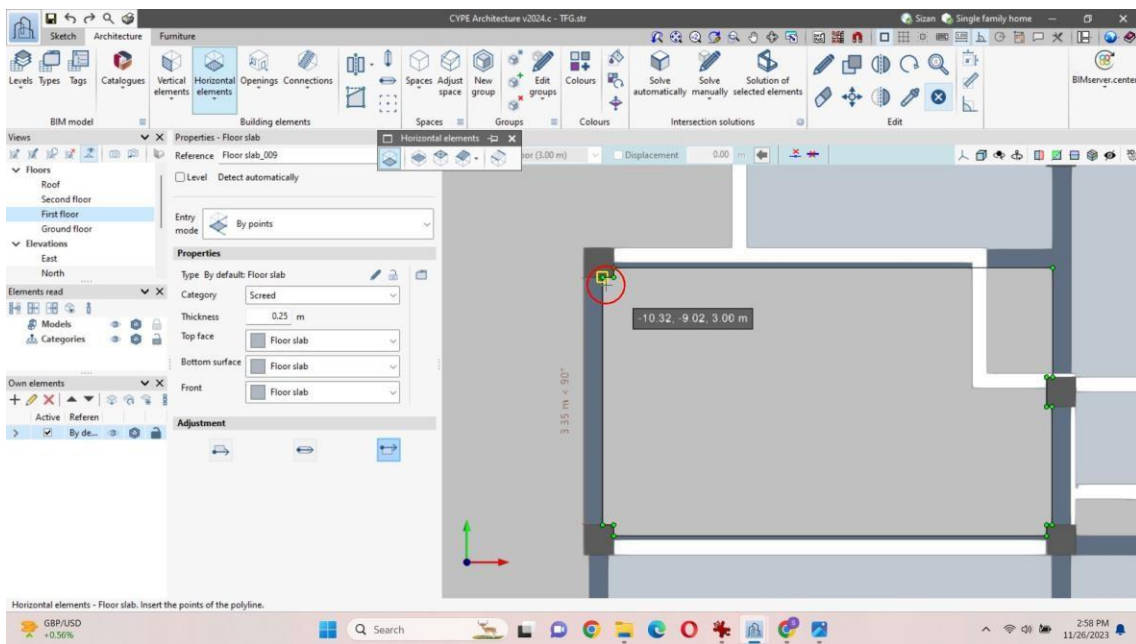 CYPE Architecture v2024.c - TFG.str
Sizan
Single family home
Sketch
Architecture
Furniture
Levels
Types
Tags
Catalogues
Vertical elements
Horizontal elements
Openings
Connections
Spaces
Adjust space
New group
Edit groups
Colours
Solve automatically
Solve manually
Solution of selected elements
BIMserver.center
BIM model
Building elements
Spaces
Groups
Colours
Intersection solutions
Edit
Views
Properties - Floor slab
Horizontal elements
Reference
Floor slab_009
(3.00 m)
Displacement
0.00 m
Level
Detect automatically
Floors
Roof
Second floor
First floor
Ground floor
Elevations
East
North
Entry mode
By points
Properties
Type By default: Floor slab
Category
Screed
Thickness
0.25 m
Top face
Floor slab
Bottom surface
Floor slab
Front
Floor slab
Adjustment
Elements read
Models
Categories
Own elements
Active
Referen
By de...
-10.32, -9.02, 3.00 m
3.35 m < 90°
Horizontal elements - Floor slab. Insert the points of the polyline.
GBP/USD
+0.56%
Search
2:58 PM
11/26/2023